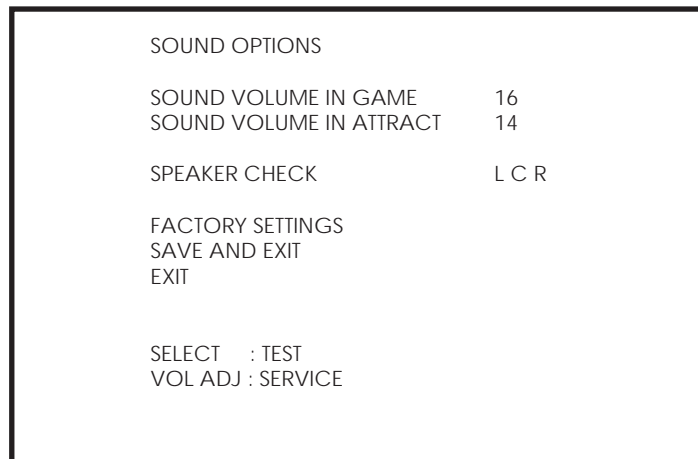 SOUND OPTIONS
SOUND VOLUME IN GAME 16
SOUND VOLUME IN ATTRACT 14
SPEAKER CHECK L C R
FACTORY SETTINGS
SAVE AND EXIT
EXIT
SELECT : TEST
VOL ADJ : SERVICE